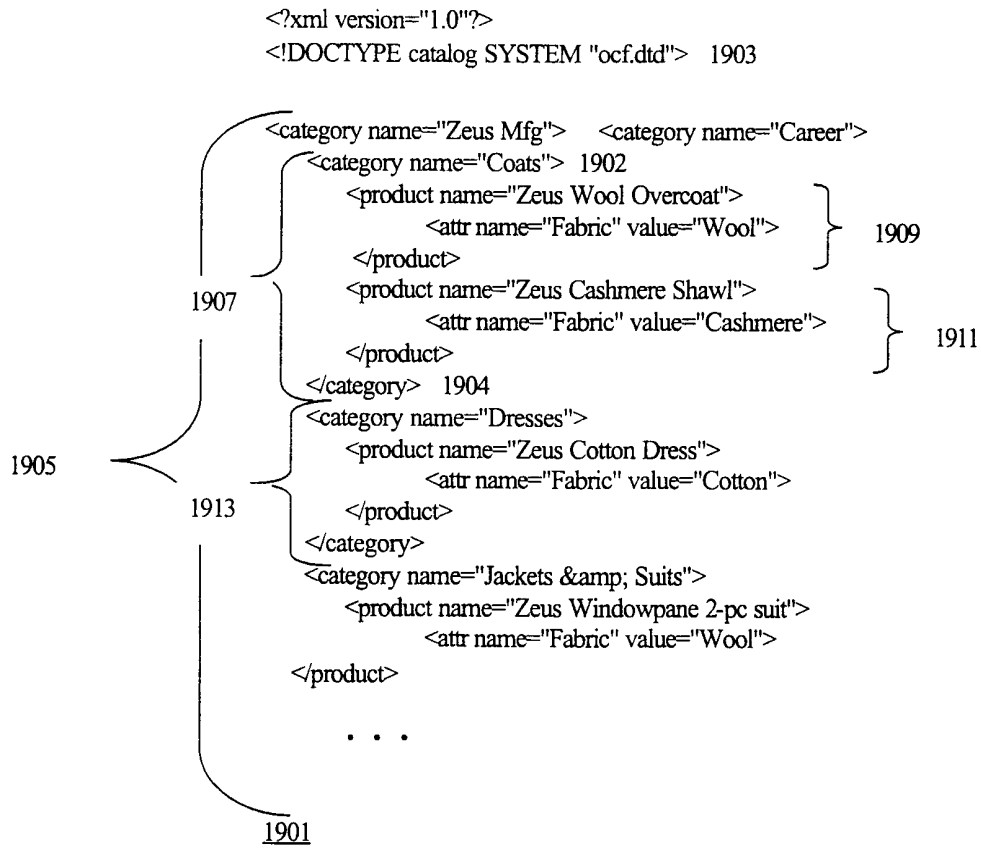 <?xml version="1.0"?>
<!DOCTYPE catalog SYSTEM "ocf.dtd"> 1903
<category name="Zeus Mfg"> <category name="Career">
<category name="Coats"> 1902
<product name="Zeus Wool Overcoat">
<attr name="Fabric" value="Wool">
1909
</product>
<product name="Zeus Cashmere Shawl">
1907
<attr name="Fabric" value="Cashmere">
1911
</product>
</category> 1904
<category name="Dresses">
<product name="Zeus Cotton Dress">
1905
<attr name="Fabric" value="Cotton">
1913
</product>
</category>
<category name="Jackets &amp; Suits">
<product name="Zeus Windowpane 2-pc suit">
<attr name="Fabric" value="Wool">
</product>
. . .
1901